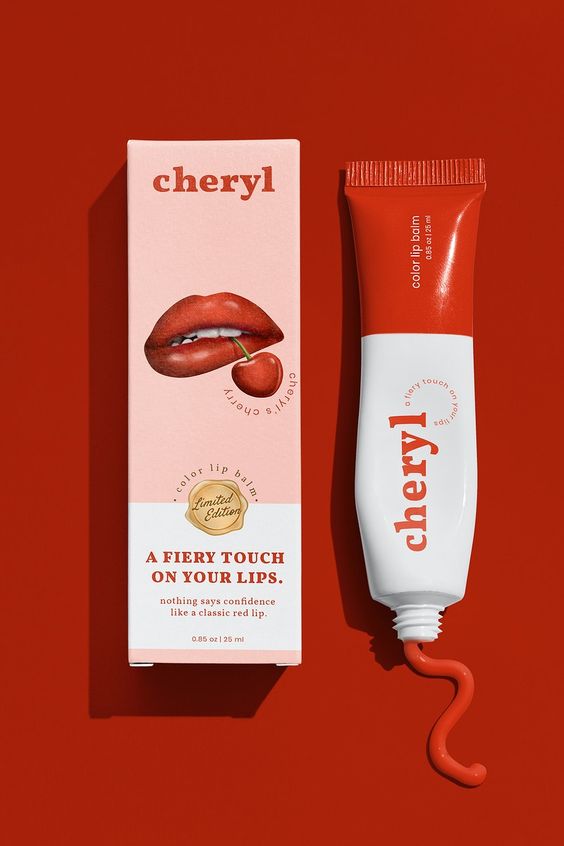 cheryl
cheryl's cherry
• color lip balm •
Limited
Edition
A FIERY TOUCH
ON YOUR LIPS.
nothing says confidence
like a classic red lip.
0.85 oz | 25 ml
color lip balm
0.85 oz | 25 ml
cheryl
a fiery touch on your lips